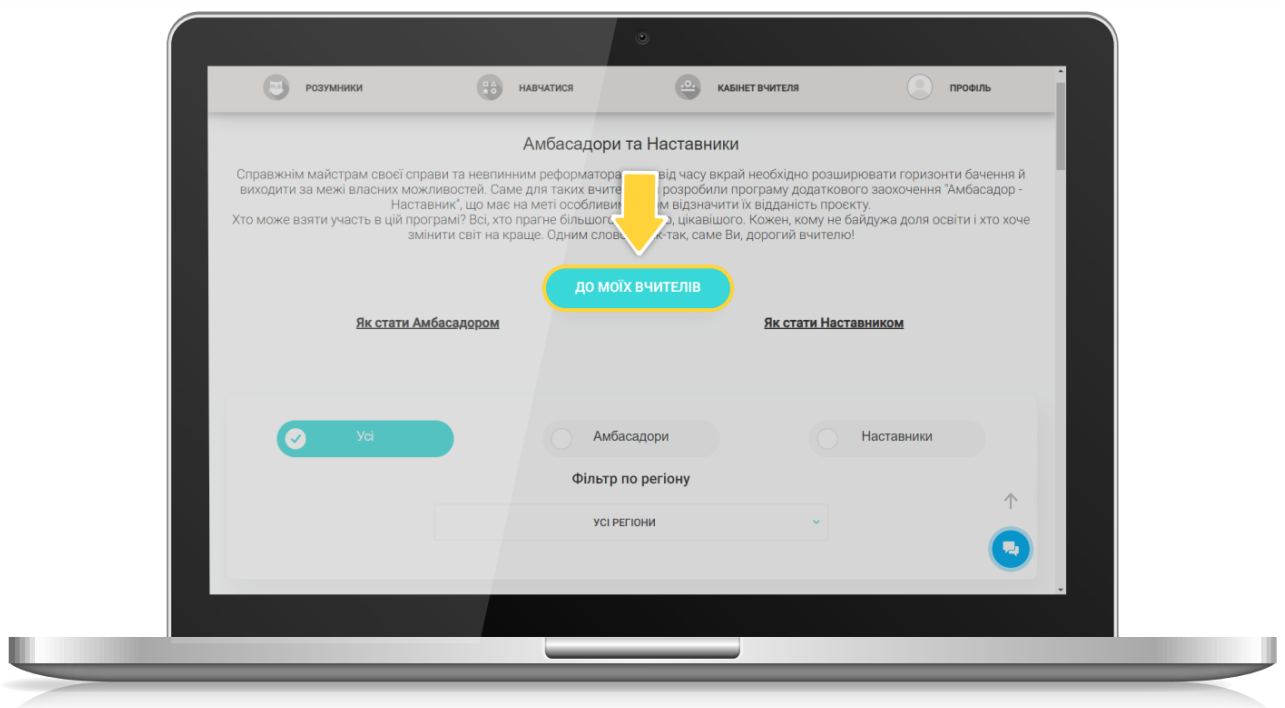 РОЗУМНИКИ НАВЧАТИСЯ КАБІНЕТ ВЧИТЕЛЯ ПРОФІЛЬ
Амбасадори та Наставники
Справжнім майстрам своєї справи та невпинним від часу вкрай необхідно розширювати горизонти бачення й
виходити за межі власних можливостей. Саме для таких розробили програму додаткового заохочення "Амбасадор -
Наставник", що має на меті особливим відзначити їх відданість проєкту.
Хто може взяти участь в цій програмі? Всі, хто прагне більшого, цікавішого. Кожен, кому не байдужа доля освіти і хто хоче
змінити світ на краще. Одним саме Ви, дорогий вчителю!
ДО МОЇХ ВЧИТЕЛІВ
Як стати Амбасадором Як стати Наставником
Усі Амбасадори Наставники
Фільтр по регіону
УСІ РЕГІОНИ